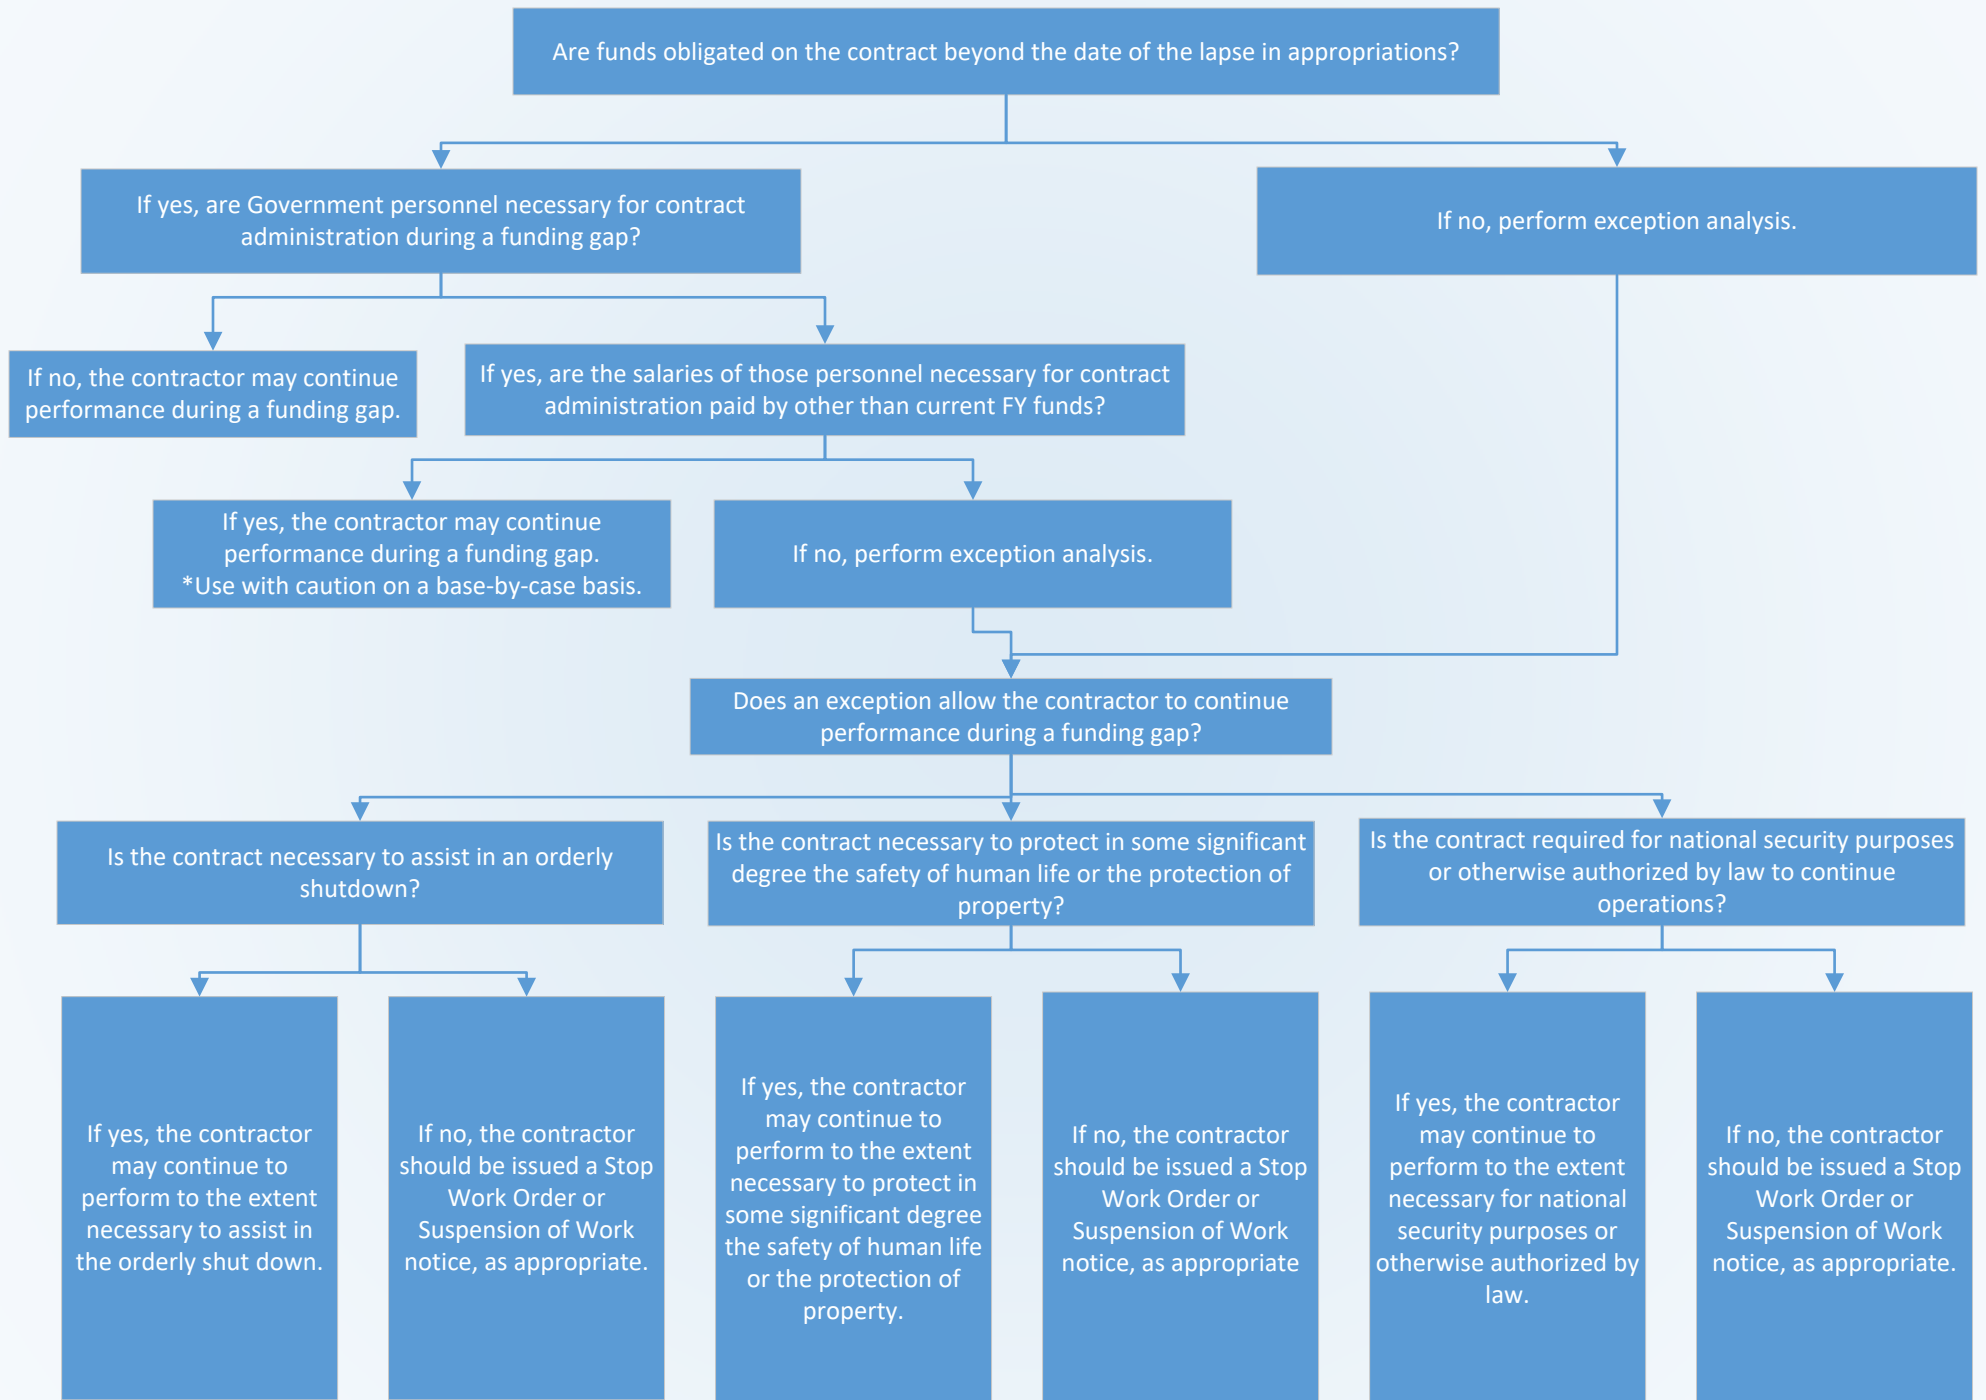 Are funds obligated on the contract beyond the date of the lapse in appropriations?
If yes, are Government personnel necessary for contract
administration during a funding gap?
If no, perform exception analysis.
If no, the contractor may continue
performance during a funding gap.
If yes, are the salaries of those personnel necessary for contract
administration paid by other than current FY funds?
If yes, the contractor may continue
performance during a funding gap.
*Use with caution on a base-by-case basis.
If no, perform exception analysis.
Does an exception allow the contractor to continue
performance during a funding gap?
Is the contract necessary to assist in an orderly
shutdown?
Is the contract necessary to protect in some significant
degree the safety of human life or the protection of
property?
Is the contract required for national security purposes
or otherwise authorized by law to continue
operations?
If yes, the contractor
may continue to
perform to the extent
necessary to assist in
the orderly shut down.
If no, the contractor
should be issued a Stop
Work Order or
Suspension of Work
notice, as appropriate.
If yes, the contractor
may continue to
perform to the extent
necessary to protect in
some significant degree
the safety of human life
or the protection of
property.
If no, the contractor
should be issued a Stop
Work Order or
Suspension of Work
notice, as appropriate
If yes, the contractor
may continue to
perform to the extent
necessary for national
security purposes or
otherwise authorized by
law.
If no, the contractor
should be issued a Stop
Work Order or
Suspension of Work
notice, as appropriate.